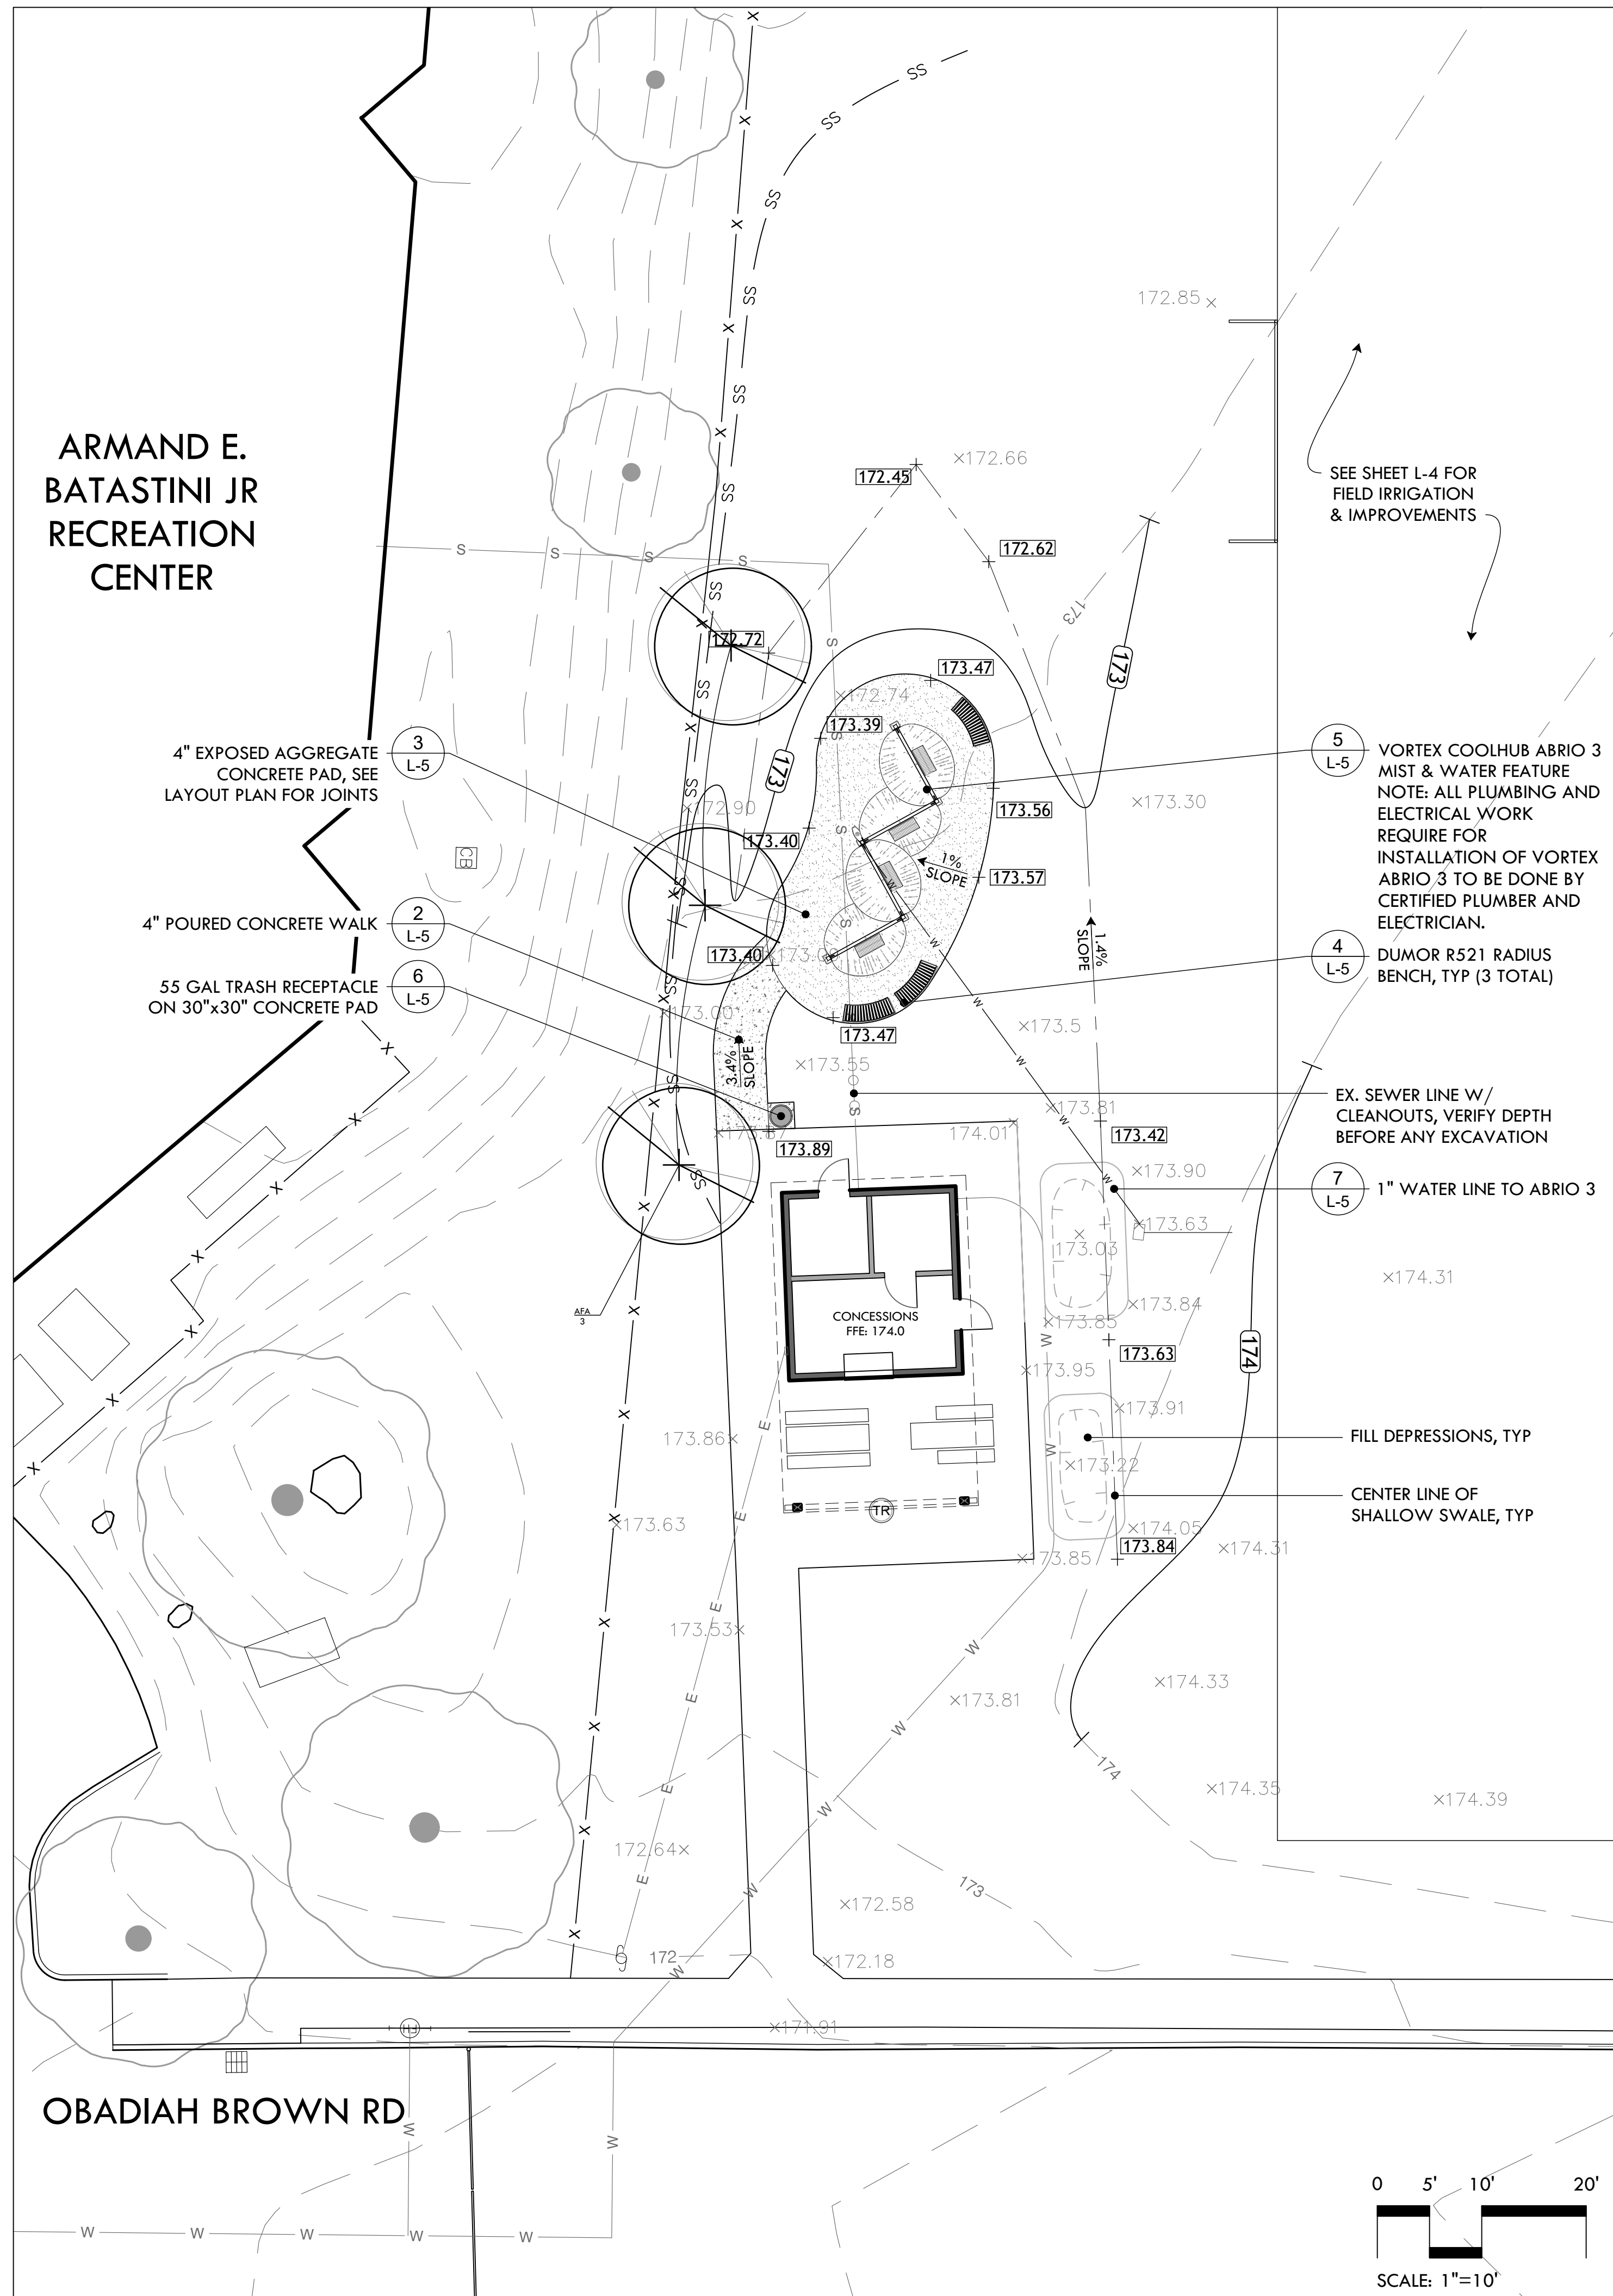 ARMAND E.
BATASTINI JR
RECREATION
CENTER
172.85
SEE SHEET L-4 FOR
FIELD IRRIGATION
& IMPROVEMENTS
172.45
172.66
172.62
172.72
173
173
173.47
172.74
173.39
173
172.90
173.40
173.56
173.30
1%
SLOPE
173.57
173.40
3
L-5
4" EXPOSED AGGREGATE
CONCRETE PAD, SEE
LAYOUT PLAN FOR JOINTS
2
L-5
4" POURED CONCRETE WALK
6
L-5
55 GAL TRASH RECEPTACLE
ON 30"x30" CONCRETE PAD
CB
5
L-5
VORTEX COOLHUB ABRIO 3
MIST & WATER FEATURE
NOTE: ALL PLUMBING AND
ELECTRICAL WORK
REQUIRE FOR
INSTALLATION OF VORTEX
ABRIO 3 TO BE DONE BY
CERTIFIED PLUMBER AND
ELECTRICIAN.
4
L-5
DUMOR R521 RADIUS
BENCH, TYP (3 TOTAL)
1.4%
SLOPE
173.00
173.47
173.5
3.4%
SLOPE
173.55
EX. SEWER LINE W/
CLEANOUTS, VERIFY DEPTH
BEFORE ANY EXCAVATION
173.81
174.01
173.42
173.89
173.90
7
L-5
1" WATER LINE TO ABRIO 3
173.63
173.03
174.31
173.84
173.85
AFA
3
CONCESSIONS
FFE: 174.0
173.63
174
173.95
173.91
173.86
FILL DEPRESSIONS, TYP
173.22
CENTER LINE OF
SHALLOW SWALE, TYP
TR
173.63
174.05
173.84
174.31
173.85
173.53
174.33
173.81
174
174.35
174.39
172.64
173
172.58
172
172.18
171.91
FH
OBADIAH BROWN RD
0 5' 10' 20'
SCALE: 1"=10'
X X X X X X
SS SS SS SS SS SS
S S S S S S
W W W W W W
E E E E E E